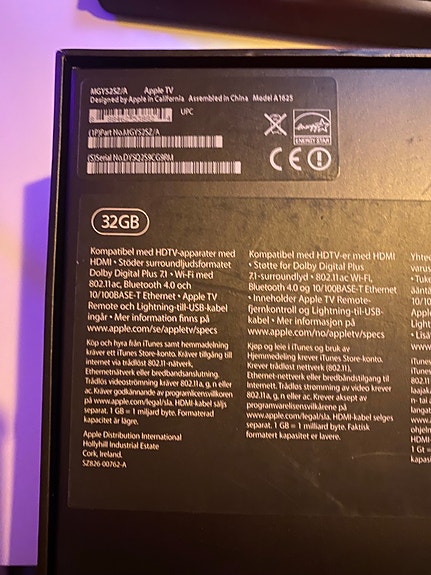 MGY52SZ/A Apple TV
Designed by Apple in California Assembled in China Model A1625
UPC
(1P)Part No.MGY52SZ/A
ENERGY STAR
(S)Serial No.
32GB
Kompatibel med HDTV-apparater med
HDMI • Stöder surroundljudsformatet
Dolby Digital Plus 7.1 • Wi-Fi med
802.11ac, Bluetooth 4.0 och
10/100BASE-T Ethernet • Apple TV
Remote och Lightning-till-USB-kabel
ingår • Mer information finns på
www.apple.com/se/appletv/specs
Köp och hyra från iTunes samt hemmadelning
kräver ett iTunes Store-konto. Kräver tillgång till
internet via trådlöst 802.11-nätverk,
Ethernetnätverk eller bredbandsanslutning.
Trådlös videoströmning kräver 802.11a, g, n eller
ac. Kräver godkännande av programlicensvillkoren
på www.apple.com/legal/sla. HDMI-kabel säljs
separat. 1 GB = 1 miljard byte. Formaterad
kapacitet är lägre.
Apple Distribution International
Hollyhill Industrial Estate
Cork, Ireland.
SZ826-00762-A
Kompatibel med HDTV-er med HDMI
• Støtte for Dolby Digital Plus
7.1-surroundlyd • 802.11ac Wi-Fi,
Bluetooth 4.0 og 10/100BASE-T Ethernet
• Inneholder Apple TV Remote-
fjernkontroll og Lightning-til-USB-
kabel • Mer informasjon på
www.apple.com/no/appletv/specs
Kjøp og leie i iTunes og bruk av
Hjemmedeling krever iTunes Store-konto.
Krever trådløst nettverk (802.11),
Ethernet-nettverk eller bredbåndstilgang til
Internett. Trådløs strømming av video krever
802.11a, g, n eller ac. Krever aksept av
programvarelisensvilkårene på
www.apple.com/legal/sla. HDMI-kabel selges
separat. 1 GB = 1 milliard byte. Faktisk
formatert kapasitet er lavere.